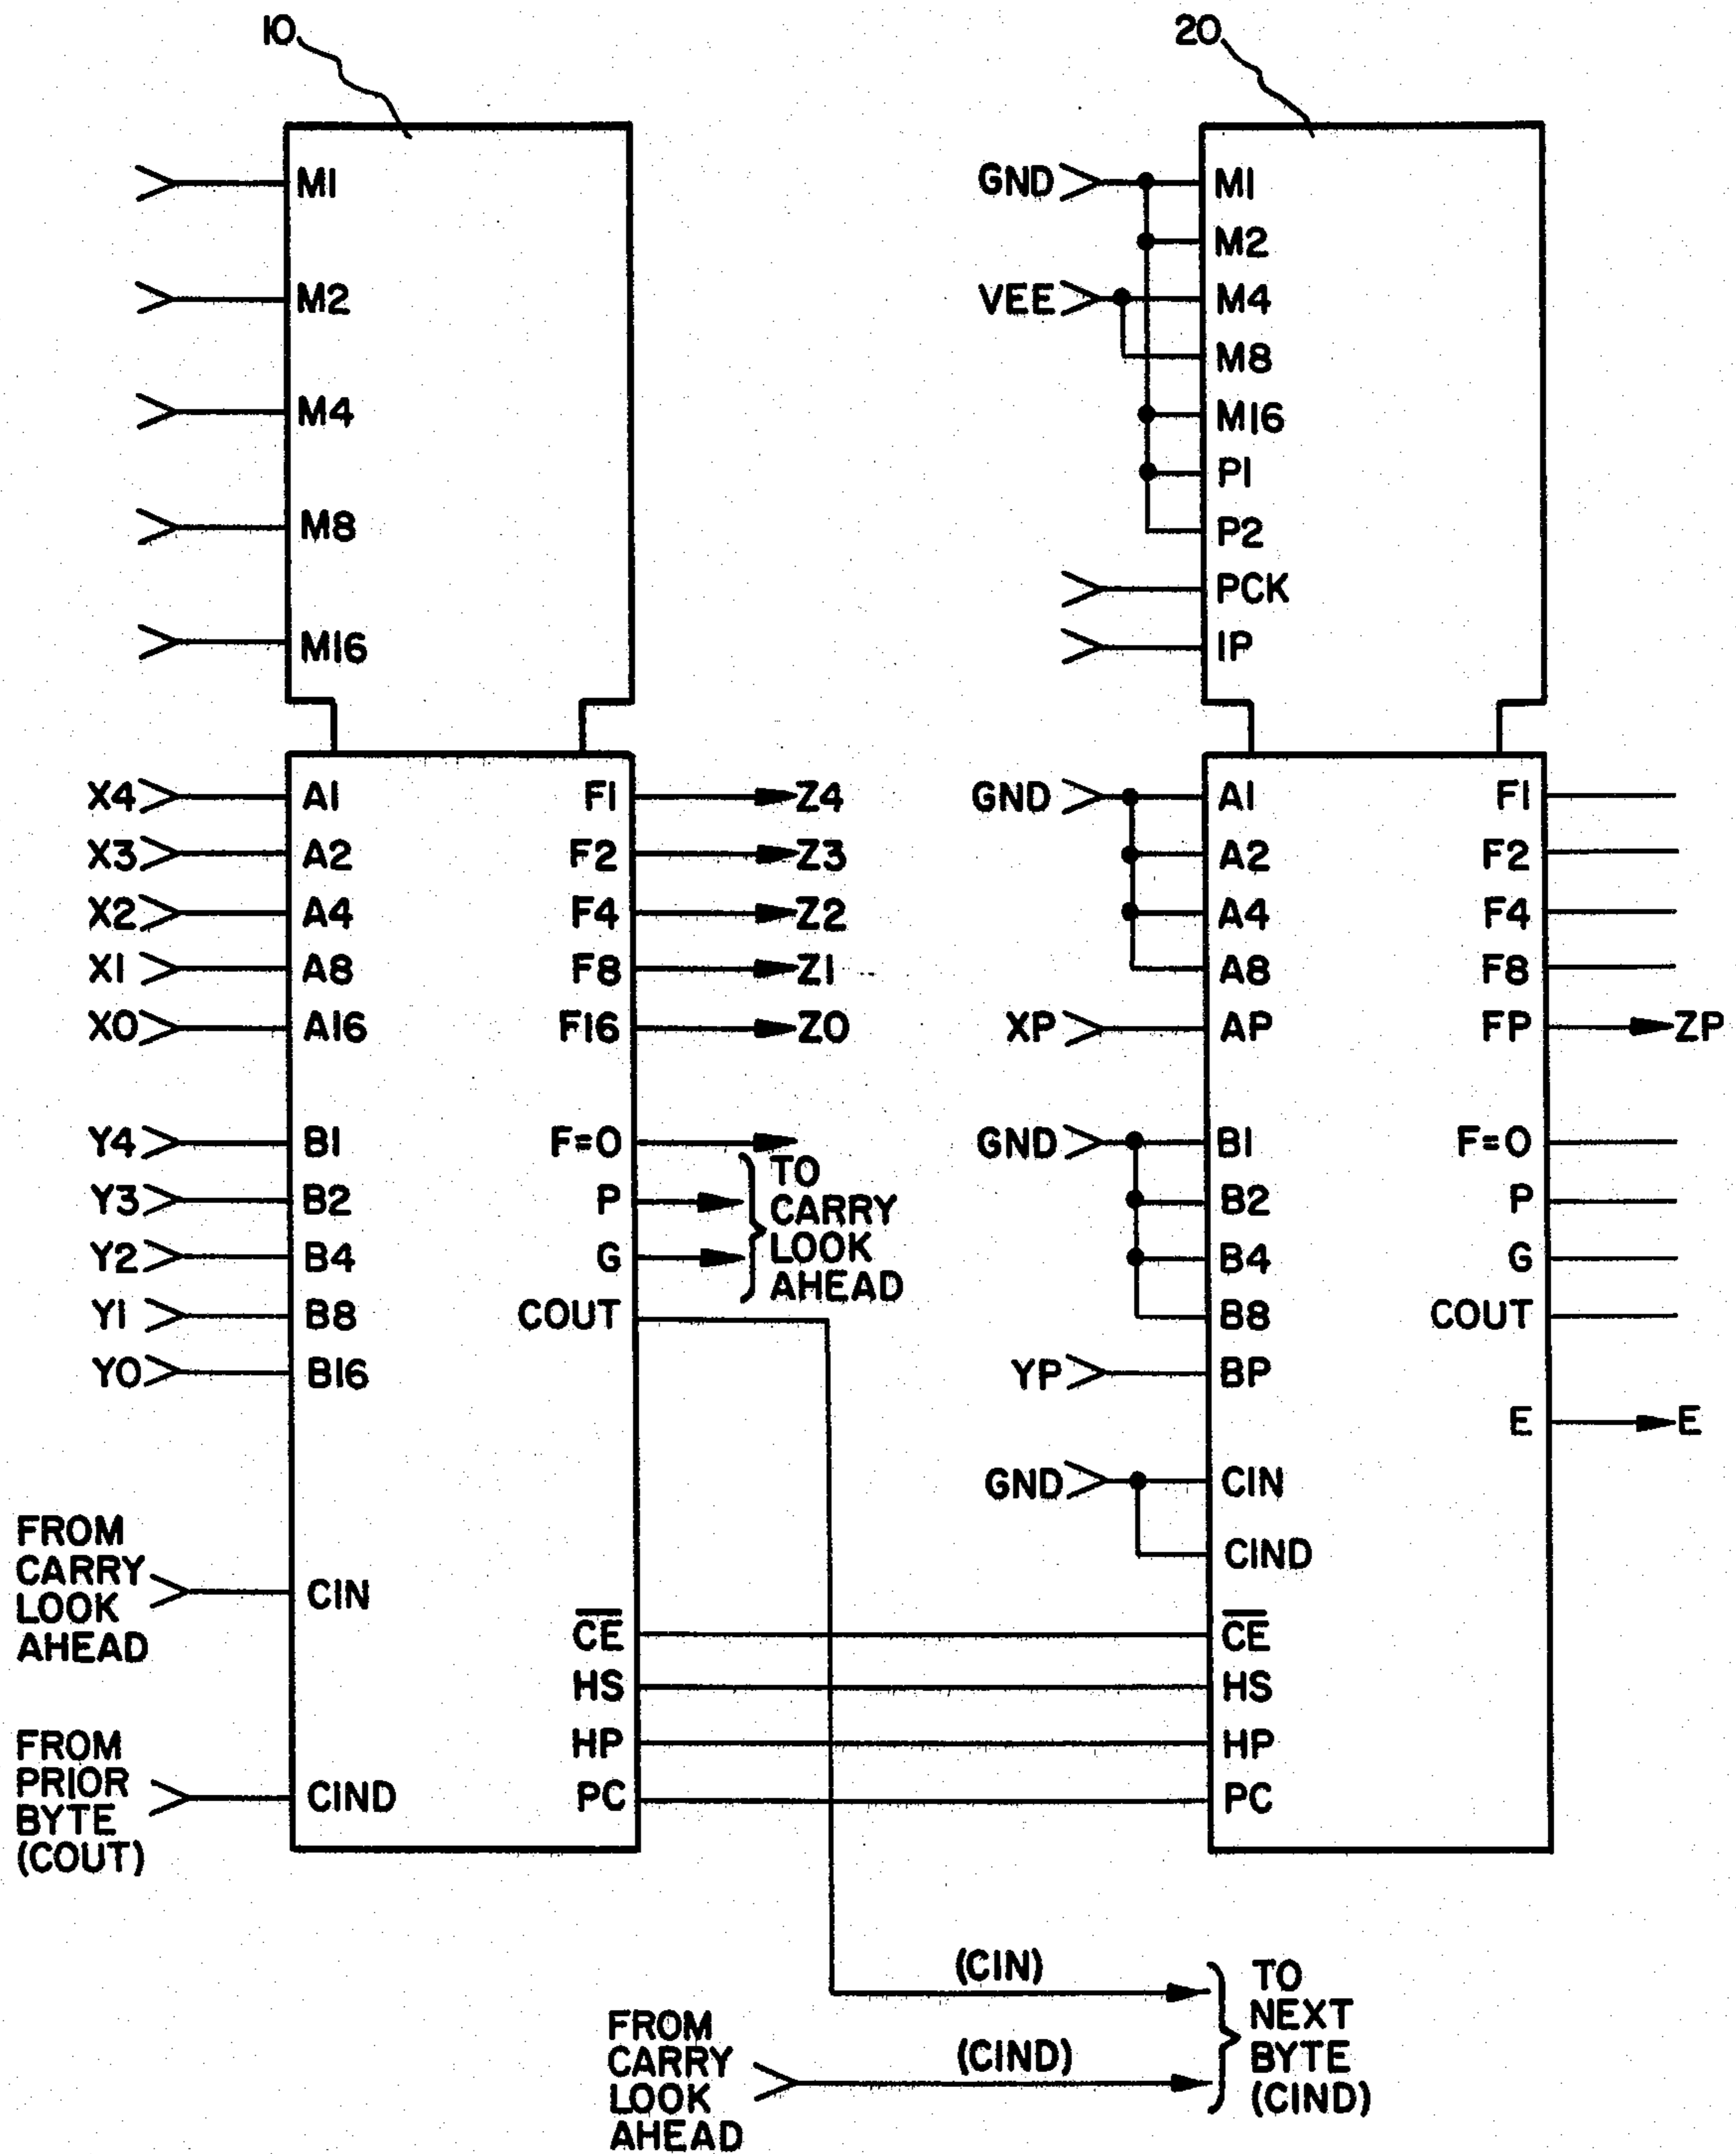 10
20
M1
M2
M4
M8
M16
GND
VEE
M1
M2
M4
M8
M16
P1
P2
PCK
IP
X4
X3
X2
X1
X0
Y4
Y3
Y2
Y1
Y0
A1
A2
A4
A8
A16
B1
B2
B4
B8
B16
CIN
CIND
F1
F2
F4
F8
F16
F=0
P
G
COUT
C̅E̅
HS
HP
PC
Z4
Z3
Z2
Z1
Z0
TO
CARRY
LOOK
AHEAD
FROM
CARRY
LOOK
AHEAD
FROM
PRIOR
BYTE
(COUT)
GND
XP
GND
YP
GND
A1
A2
A4
A8
AP
B1
B2
B4
B8
BP
CIN
CIND
C̅E̅
HS
HP
PC
F1
F2
F4
F8
FP
F=0
P
G
COUT
E
ZP
E
(CIN)
FROM
CARRY
LOOK
AHEAD
(CIND)
TO
NEXT
BYTE
(CIND)